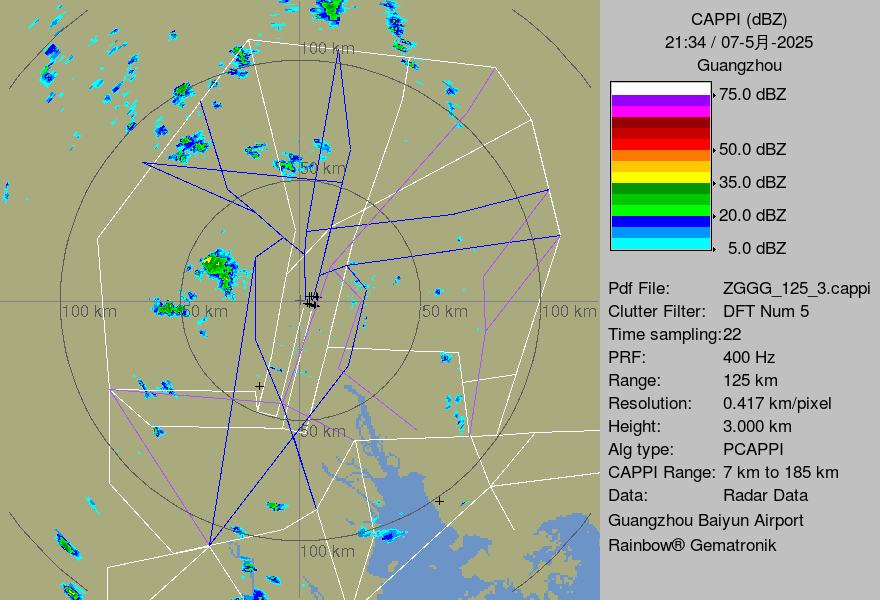 CAPPI (dBZ)
21:34 / 07-5月-2025
Guangzhou
75.0 dBZ
50.0 dBZ
35.0 dBZ
20.0 dBZ
5.0 dBZ
Pdf File: ZGGG_125_3.cappi
Clutter Filter: DFT Num 5
Time sampling:22
PRF: 400 Hz
Range: 125 km
Resolution: 0.417 km/pixel
Height: 3.000 km
Alg type: PCAPPI
CAPPI Range: 7 km to 185 km
Data: Radar Data
Guangzhou Baiyun Airport
Rainbow® Gematronik
100 km
50 km
100 km
50 km
50 km
100 km
50 km
100 km